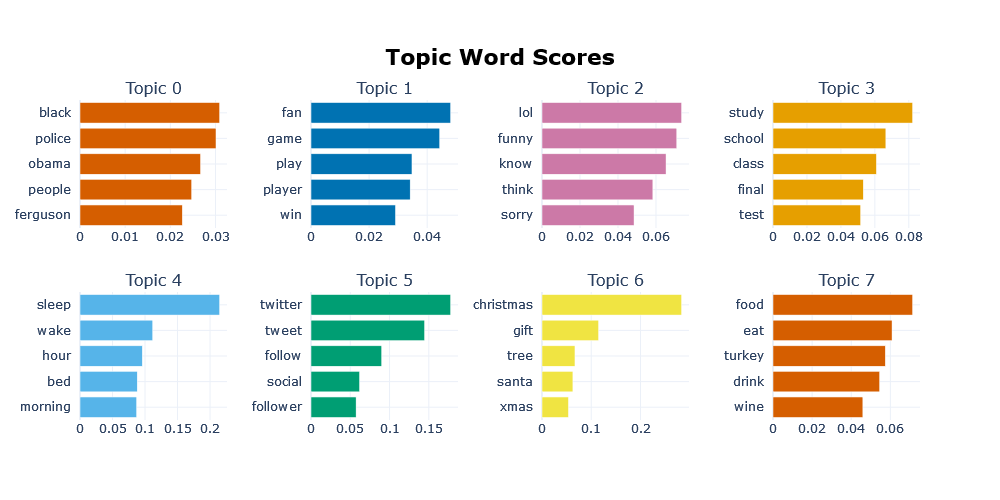 Topic Word Scores
Topic 0
black
police
obama
people
ferguson
0 0.01 0.02 0.03
Topic 1
fan
game
play
player
win
0 0.02 0.04
Topic 2
lol
funny
know
think
sorry
0 0.02 0.04 0.06
Topic 3
study
school
class
final
test
0 0.02 0.04 0.06 0.08
Topic 4
sleep
wake
hour
bed
morning
0 0.05 0.1 0.15 0.2
Topic 5
twitter
tweet
follow
social
follower
0 0.05 0.1 0.15
Topic 6
christmas
gift
tree
santa
xmas
0 0.1 0.2
Topic 7
food
eat
turkey
drink
wine
0 0.02 0.04 0.06